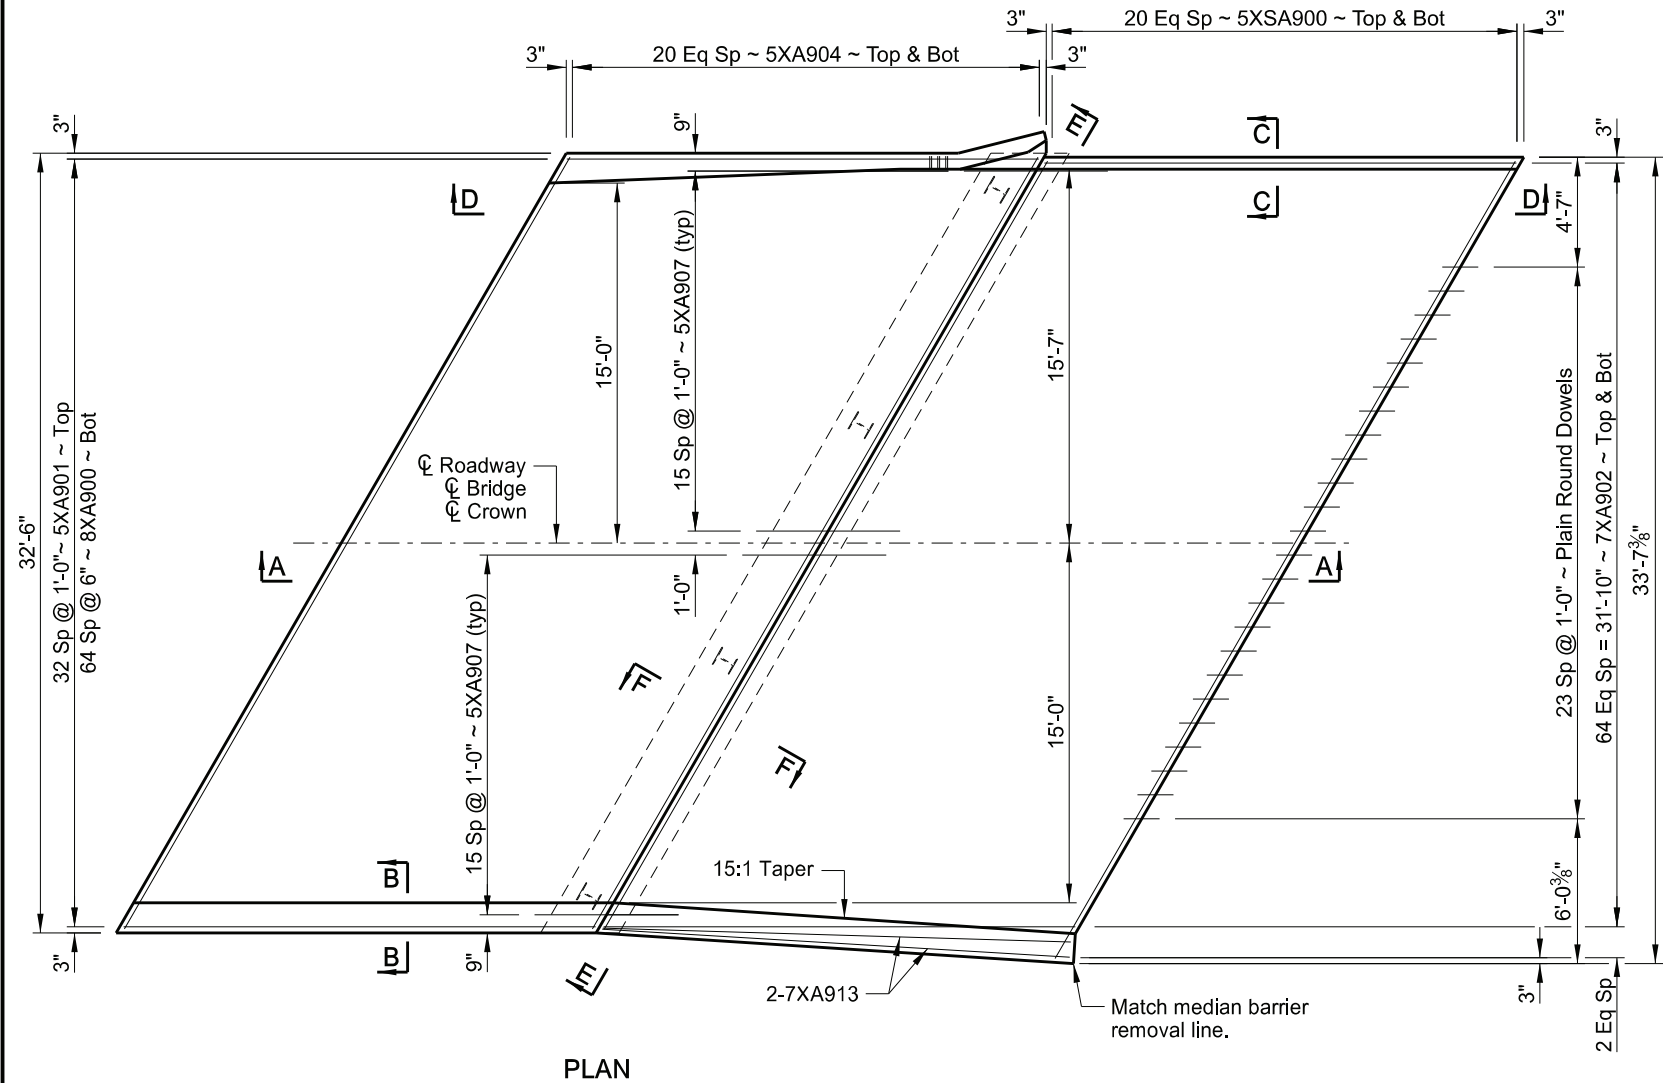 3"
20 Eq Sp ~ 5XSA900 ~ Top & Bot
3"
3"
20 Eq Sp ~ 5XA904 ~ Top & Bot
3"
3"
9"
E
C
3"
D
C
D
4'-7"
15'-0"
15 Sp @ 1'-0" ~ 5XA907 (typ)
15'-7"
32'-6"
32 Sp @ 1'-0"~ 5XA901 ~ Top
64 Sp @ 6" ~ 8XA900 ~ Bot
℄ Roadway
℄ Bridge
℄ Crown
23 Sp @ 1'-0" ~ Plain Round Dowels
64 Eq Sp = 31'-10" ~ 7XA902 ~ Top & Bot
33'-7⅜"
A
A
1'-0"
15 Sp @ 1'-0" ~ 5XA907 (typ)
F
15'-0"
F
15:1 Taper
B
6'-0⅜"
3"
B
9"
E
2-7XA913
3"
2 Eq Sp
Match median barrier
removal line.
PLAN